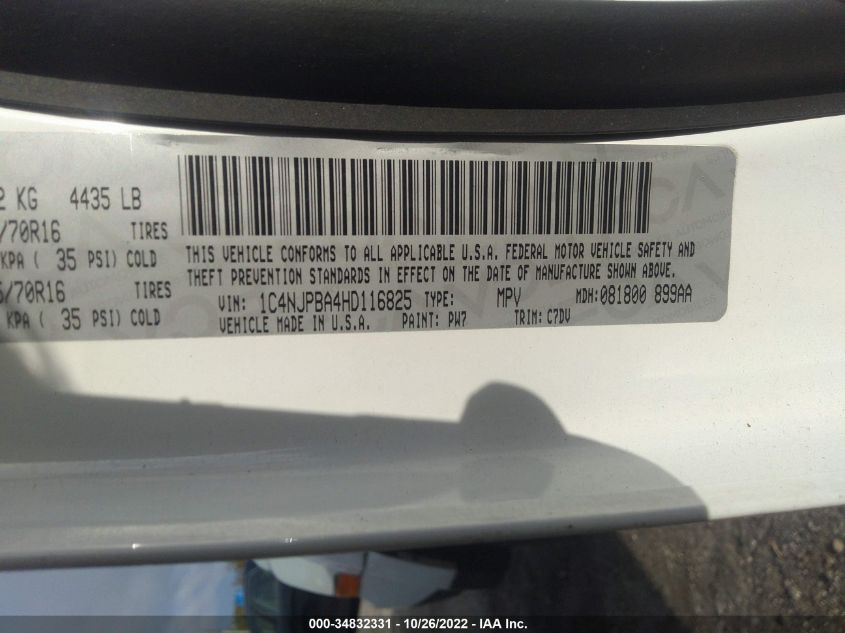 2 KG 4435 LB
/70R16 TIRES
KPA ( 35 PSI) COLD
/70R16 TIRES
KPA ( 35 PSI) COLD
THIS VEHICLE CONFORMS TO ALL APPLICABLE U.S.A. FEDERAL MOTOR VEHICLE SAFETY AND
THEFT PREVENTION STANDARDS IN EFFECT ON THE DATE OF MANUFACTURE SHOWN ABOVE.
VIN: 1C4NJPBA4HD116825 TYPE: MPV MDH: 081800 899AA
VEHICLE MADE IN U.S.A. PAINT: PW7 TRIM: C7DV
000-34832331 - 10/26/2022 - IAA Inc.